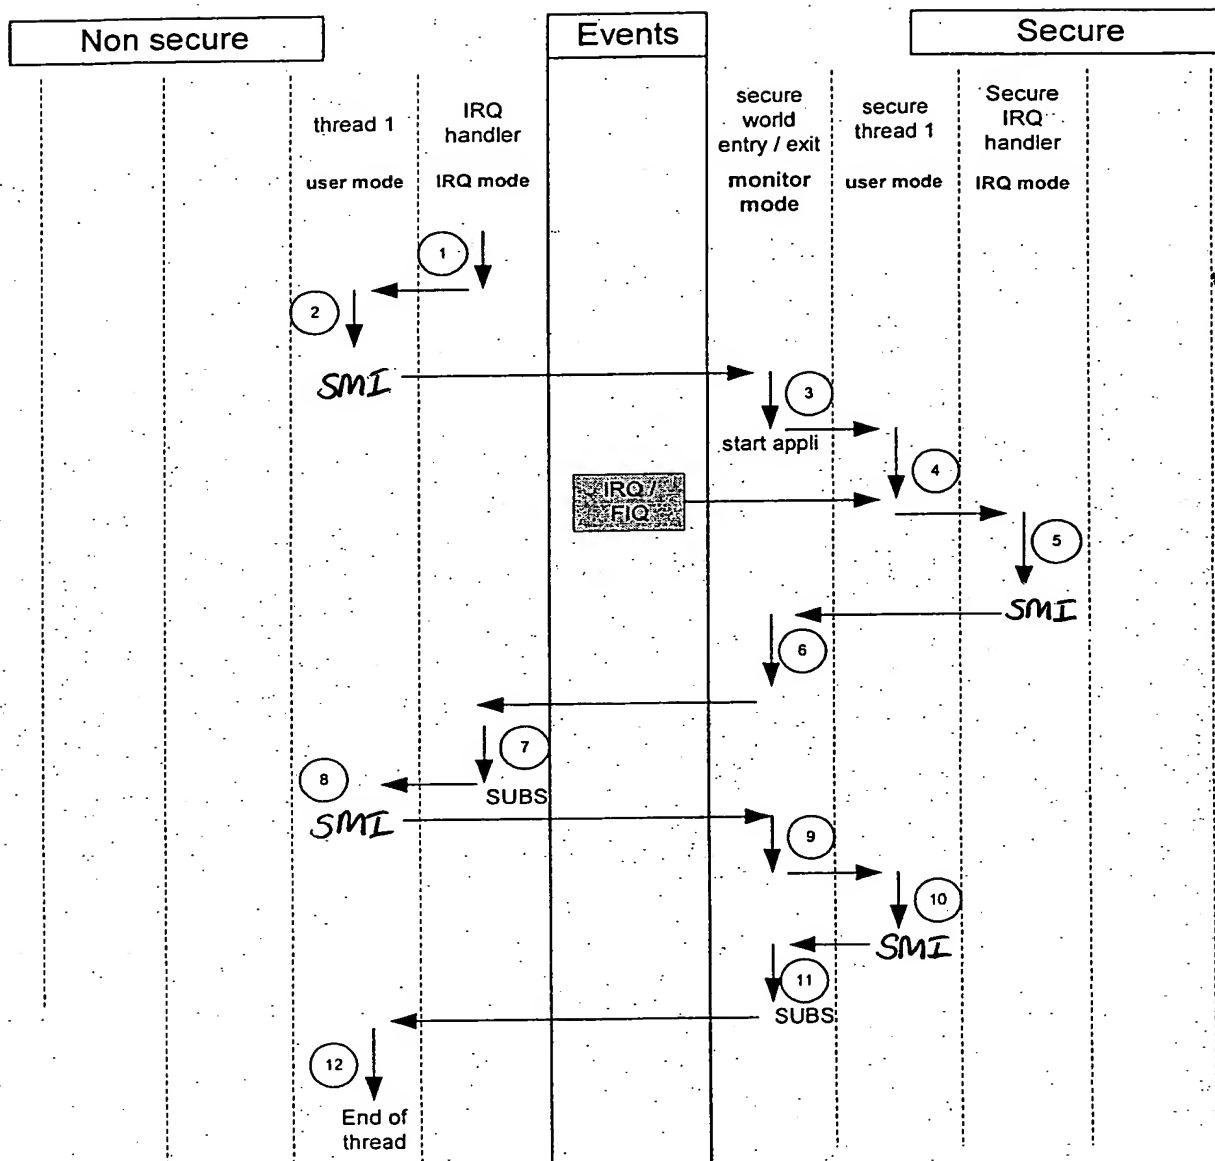 Non secure
Events
Secure
thread 1
user mode
IRQ
handler
IRQ mode
secure
world
entry / exit
monitor
mode
secure
thread 1
user mode
Secure
IRQ
handler
IRQ mode
1
2
SMI
3
start appli
4
IRQ /
FIQ
5
SMI
6
7
SUBS
8
SMI
9
10
SMI
11
SUBS
12
End of
thread